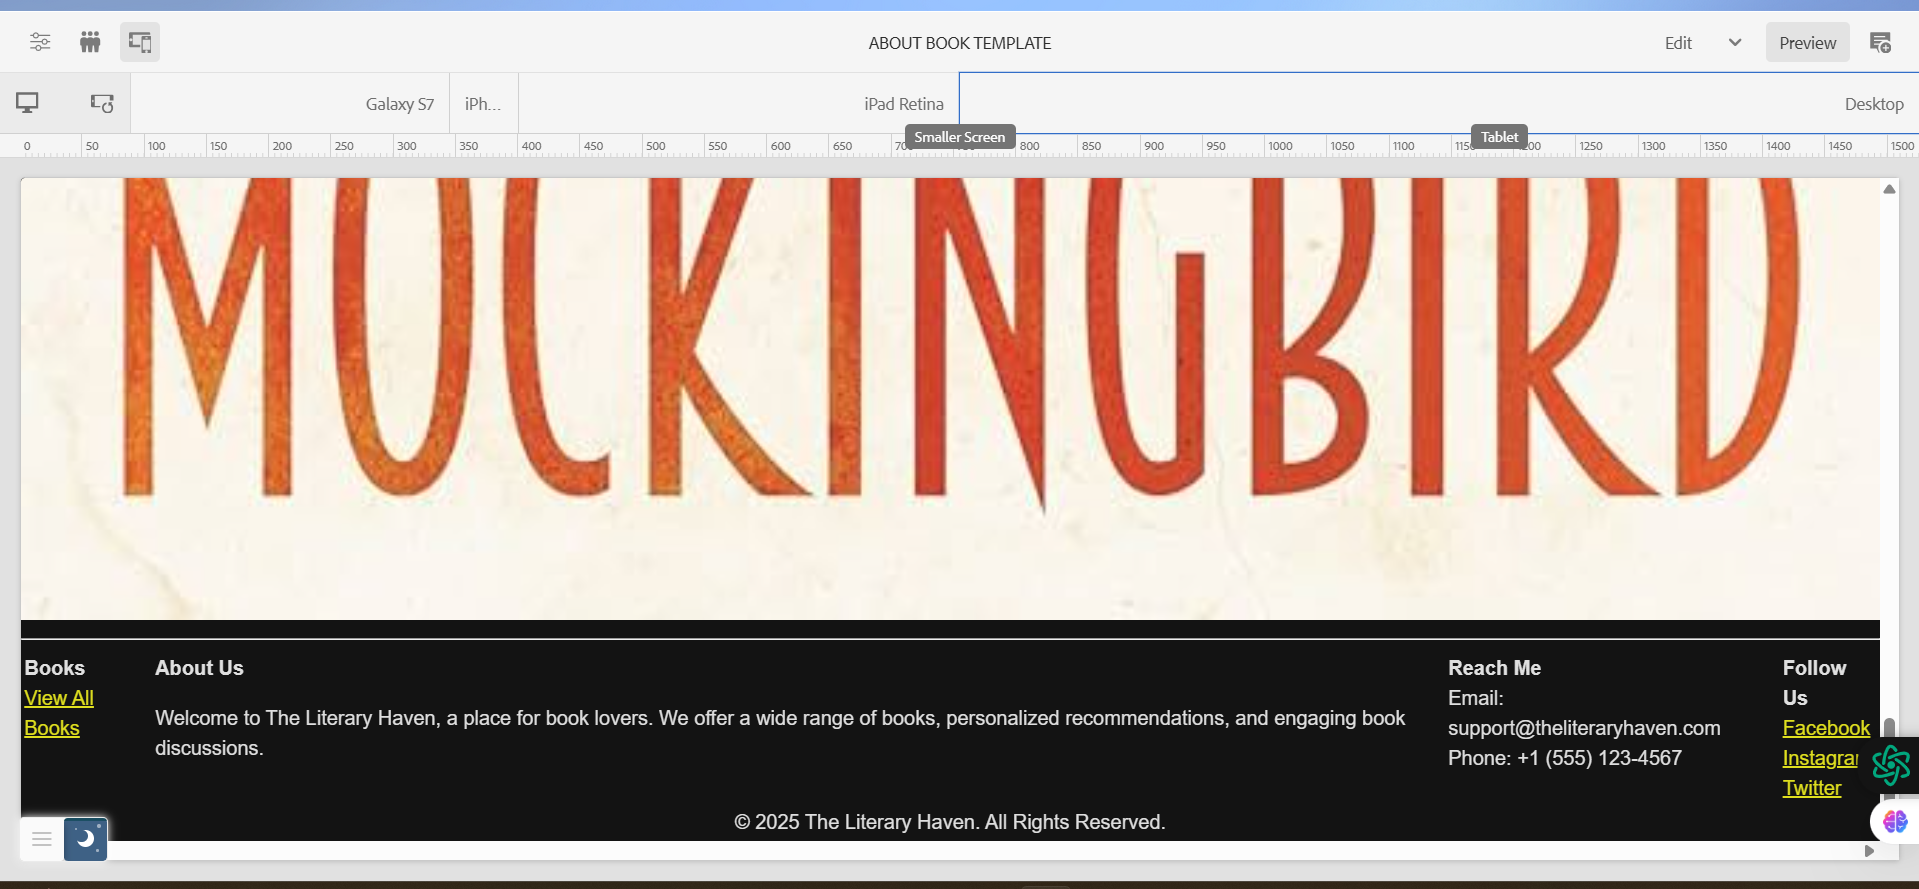 ABOUT BOOK TEMPLATE
Edit
Preview
Galaxy S7
iPh...
iPad Retina
Desktop
Smaller Screen
Tablet
0 50 100 150 200 250 300 350 400 450 500 550 600 650 800 850 900 950 1000 1050 1100 1250 1300 1350 1400 1450 1500
MOCKINGBIRD
Books
View All
Books
About Us
Welcome to The Literary Haven, a place for book lovers. We offer a wide range of books, personalized recommendations, and engaging book
discussions.
Reach Me
Email:
support@theliteraryhaven.com
Phone: +1 (555) 123-4567
Follow
Us
Facebook
Instagra
Twitter
© 2025 The Literary Haven. All Rights Reserved.